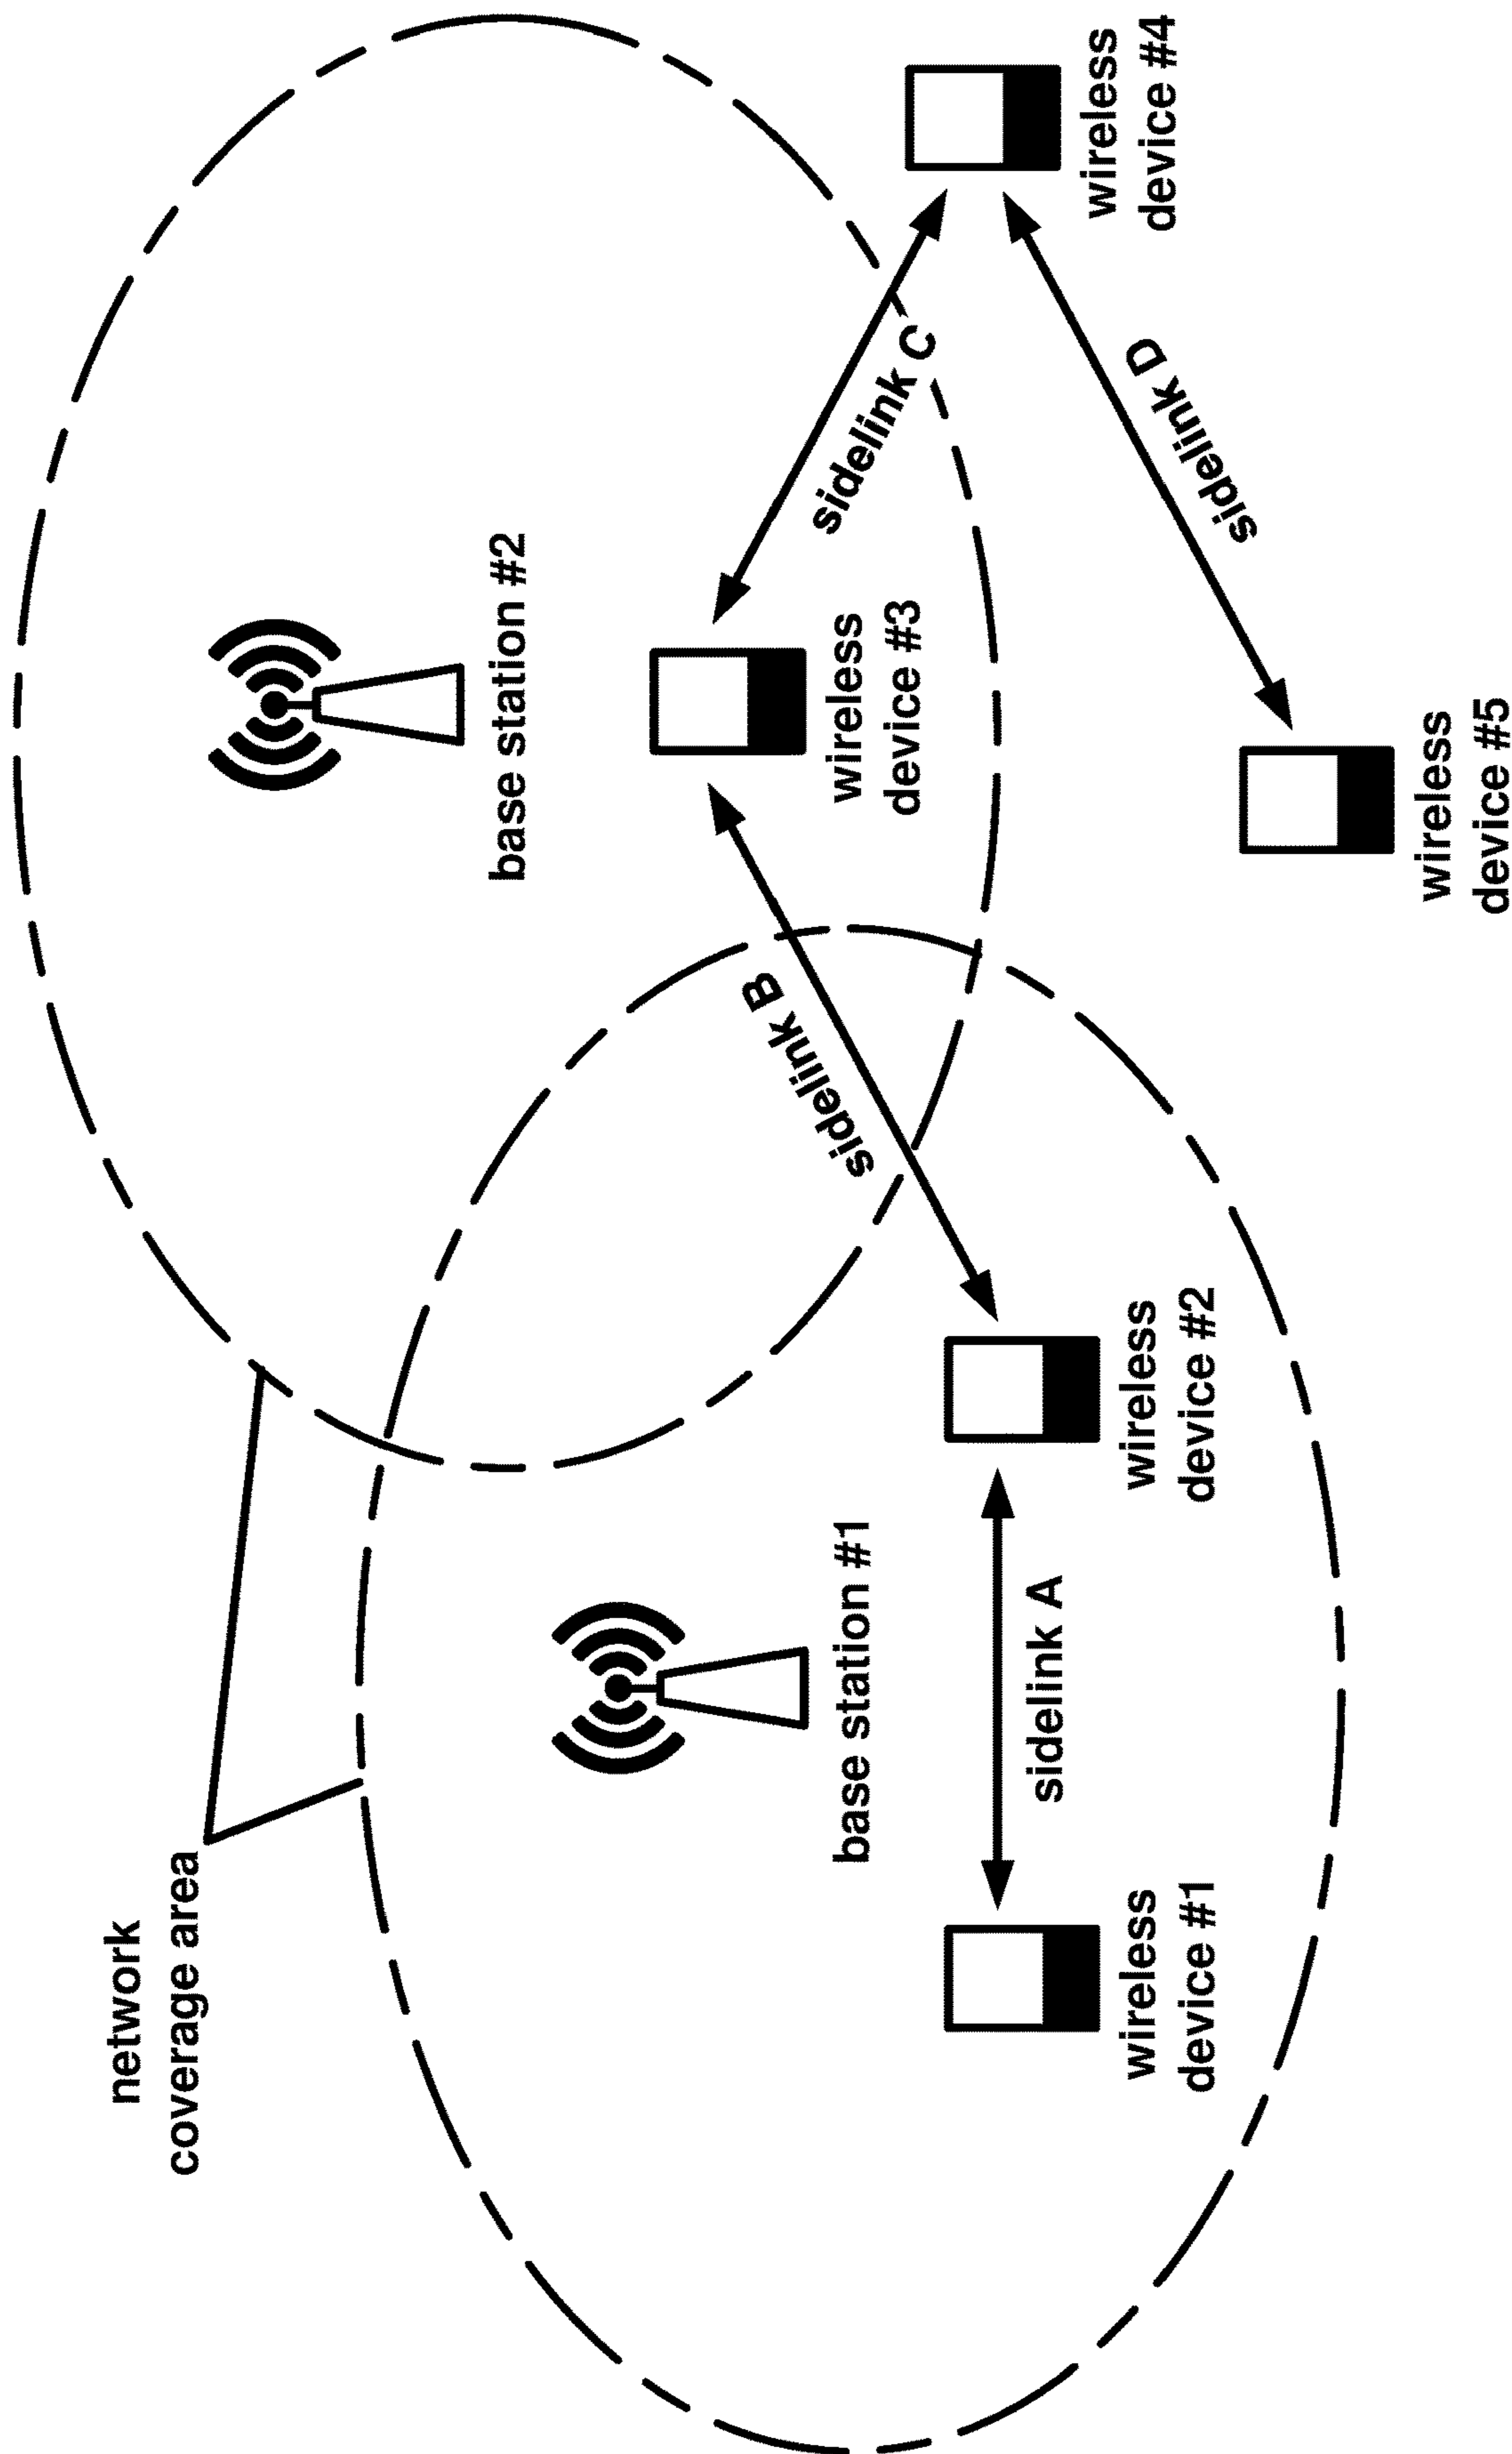 network
coverage area
base station #2
base station #1
sidelink B
sidelink C
wireless
device #3
wireless
device #4
sidelink A
wireless
device #1
wireless
device #2
sidelink D
wireless
device #5